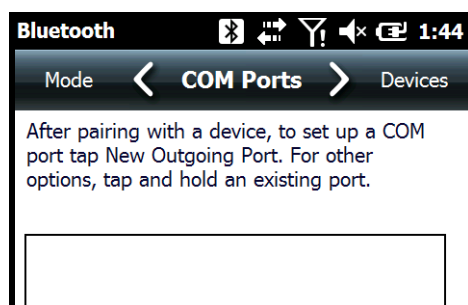 Bluetooth 1:44
Mode COM Ports Devices
After pairing with a device, to set up a COM
port tap New Outgoing Port. For other
options, tap and hold an existing port.